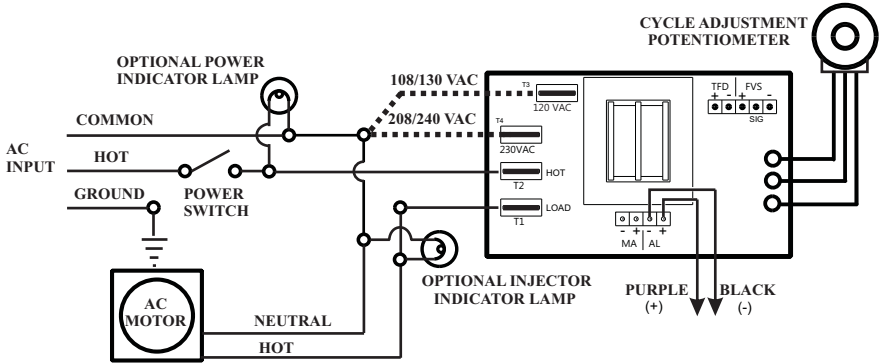 CYCLE ADJUSTMENT
POTENTIOMETER
OPTIONAL POWER
INDICATOR LAMP
108/130 VAC
T3
120 VAC
TFD FVS
+ - + -
SIG
COMMON
208/240 VAC
T4
230VAC
AC
INPUT
HOT
POWER
SWITCH
HOT
T2
GROUND
LOAD
T1
- + - +
MA AL
OPTIONAL INJECTOR
INDICATOR LAMP
PURPLE
(+)
BLACK
(-)
AC
MOTOR
NEUTRAL
HOT